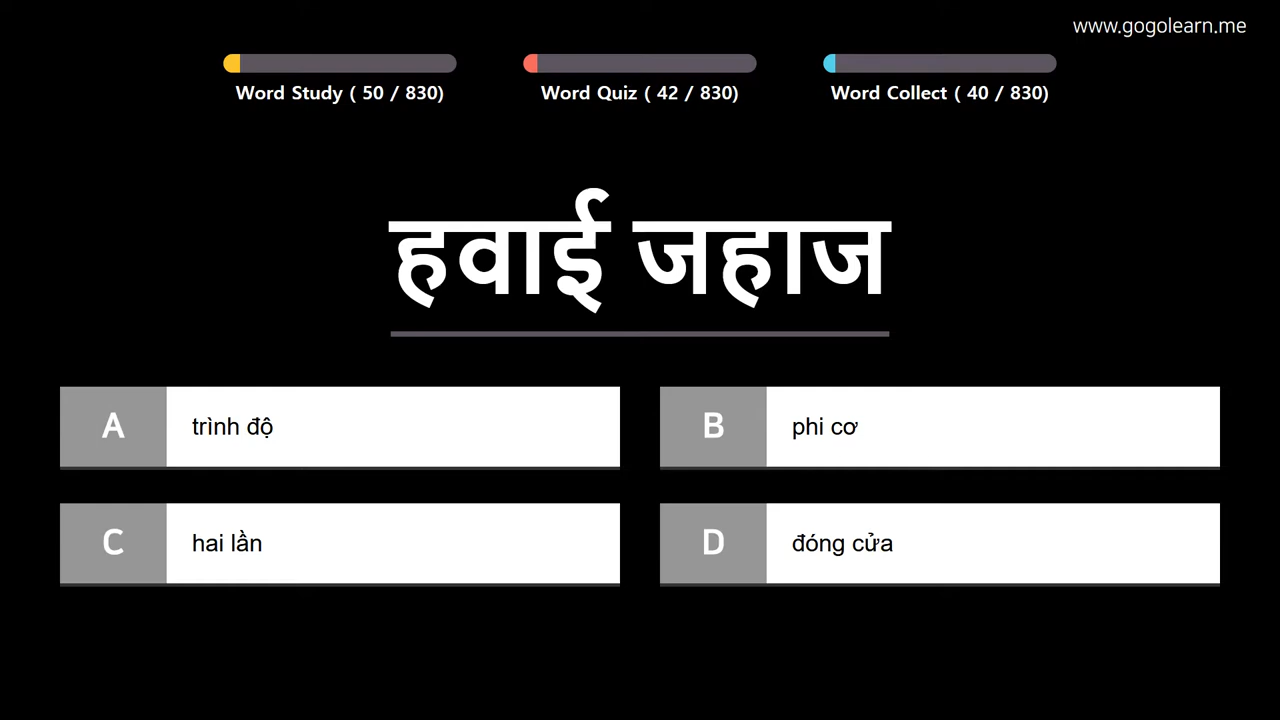 www.gogolearn.me
Word Study ( 50 / 830)
Word Quiz ( 42 / 830)
Word Collect ( 40 / 830)
हवाई जहाज
A
trình độ
B
phi cơ
C
hai lần
D
đóng cửa